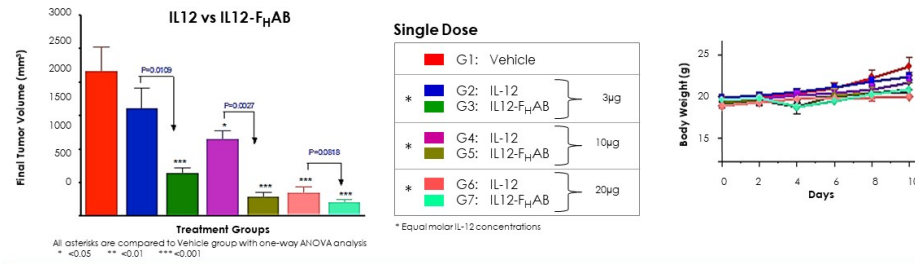 IL12 vs IL12-FHAB
Final Tumor Volume (mm³)
3000
2500
2000
1500
1000
500
0
P=0.0109
P=0.0027
P=0.0818
***
*
***
***
***
Treatment Groups
All asterisks are compared to Vehicle group with one-way ANOVA analysis
* <0.05 ** <0.01 *** <0.001
Single Dose
G1: Vehicle
* G2: IL-12
G3: IL12-FHAB
3μg
* G4: IL-12
G5: IL12-FHAB
10μg
* G6: IL-12
G7: IL12-FHAB
20μg
* Equal molar IL-12 concentrations
Body Weight (g)
25
20
15
0 2 4 6 8 10
Days